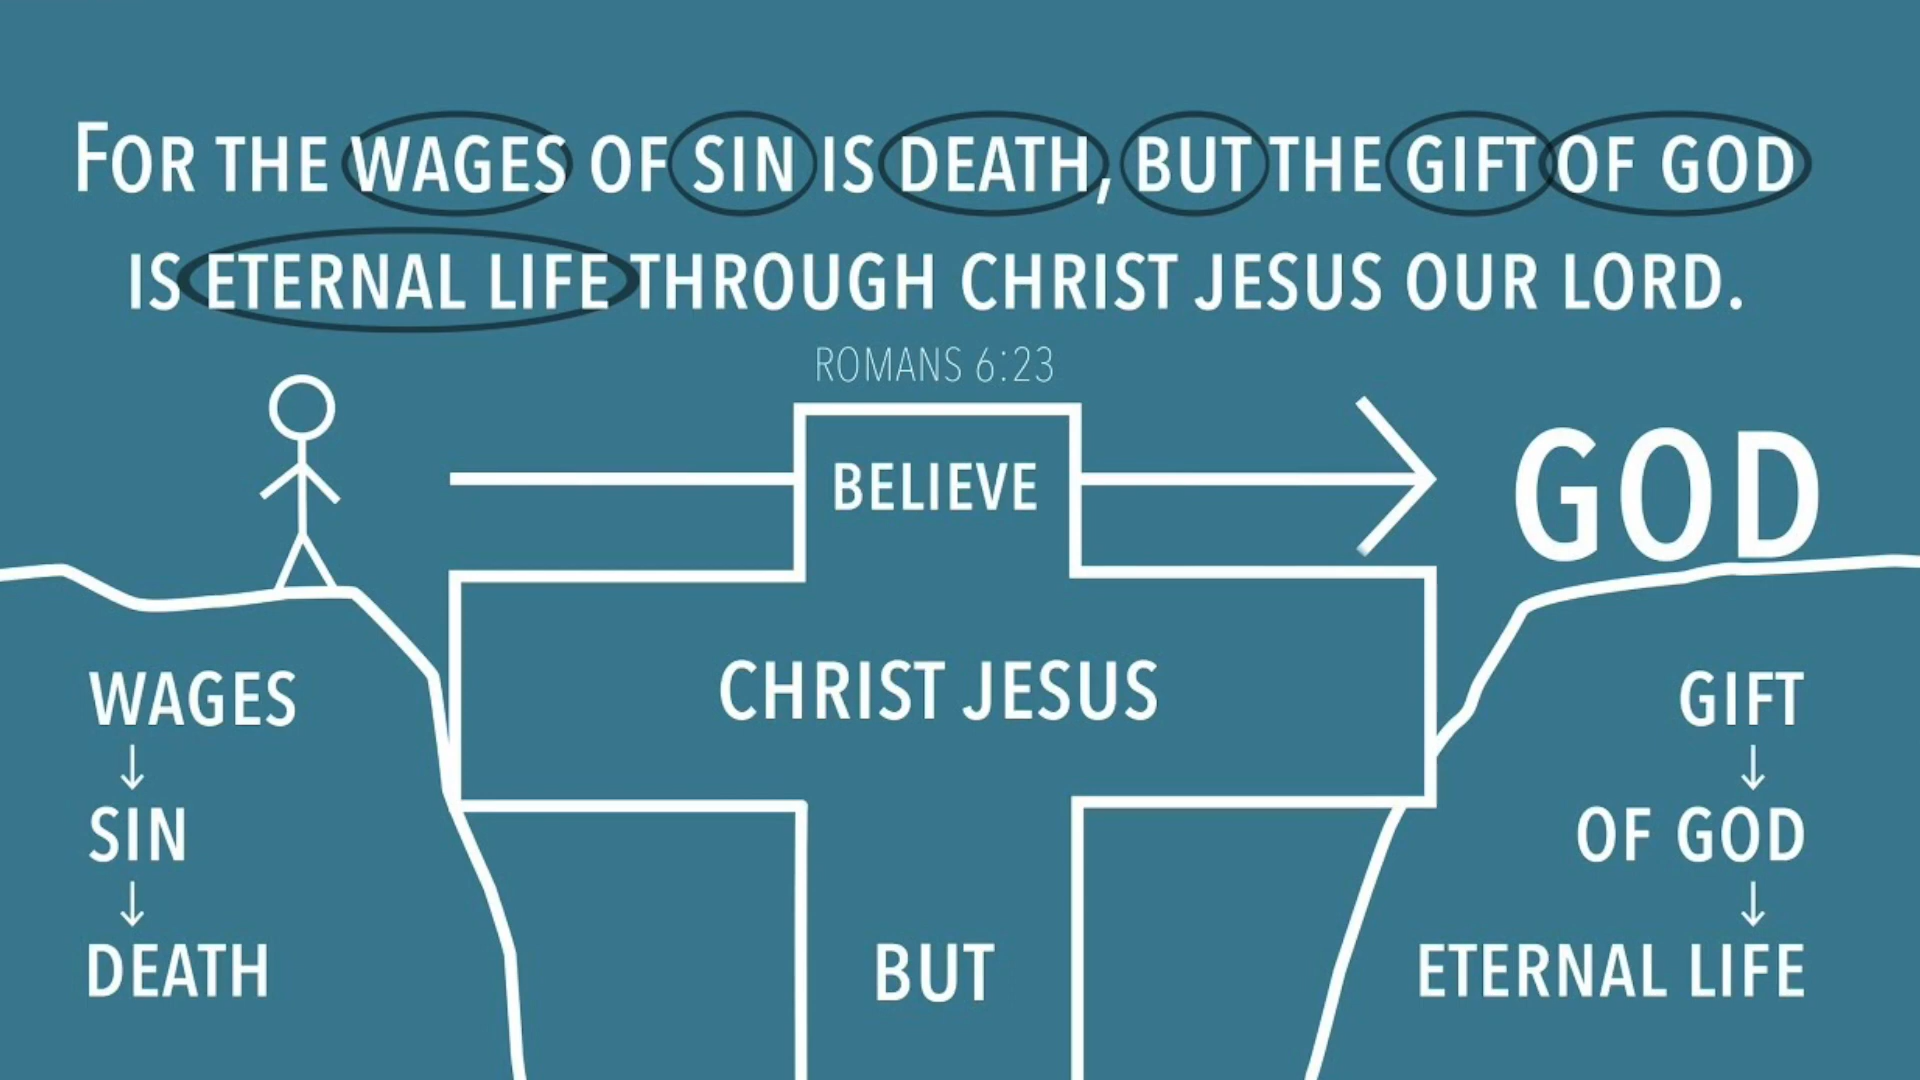 FOR THE WAGES OF SIN IS DEATH, BUT THE GIFT OF GOD
IS ETERNAL LIFE THROUGH CHRIST JESUS OUR LORD.
ROMANS 6:23
BELIEVE
GOD
CHRIST JESUS
WAGES
↓
SIN
↓
DEATH
BUT
GIFT
↓
OF GOD
↓
ETERNAL LIFE